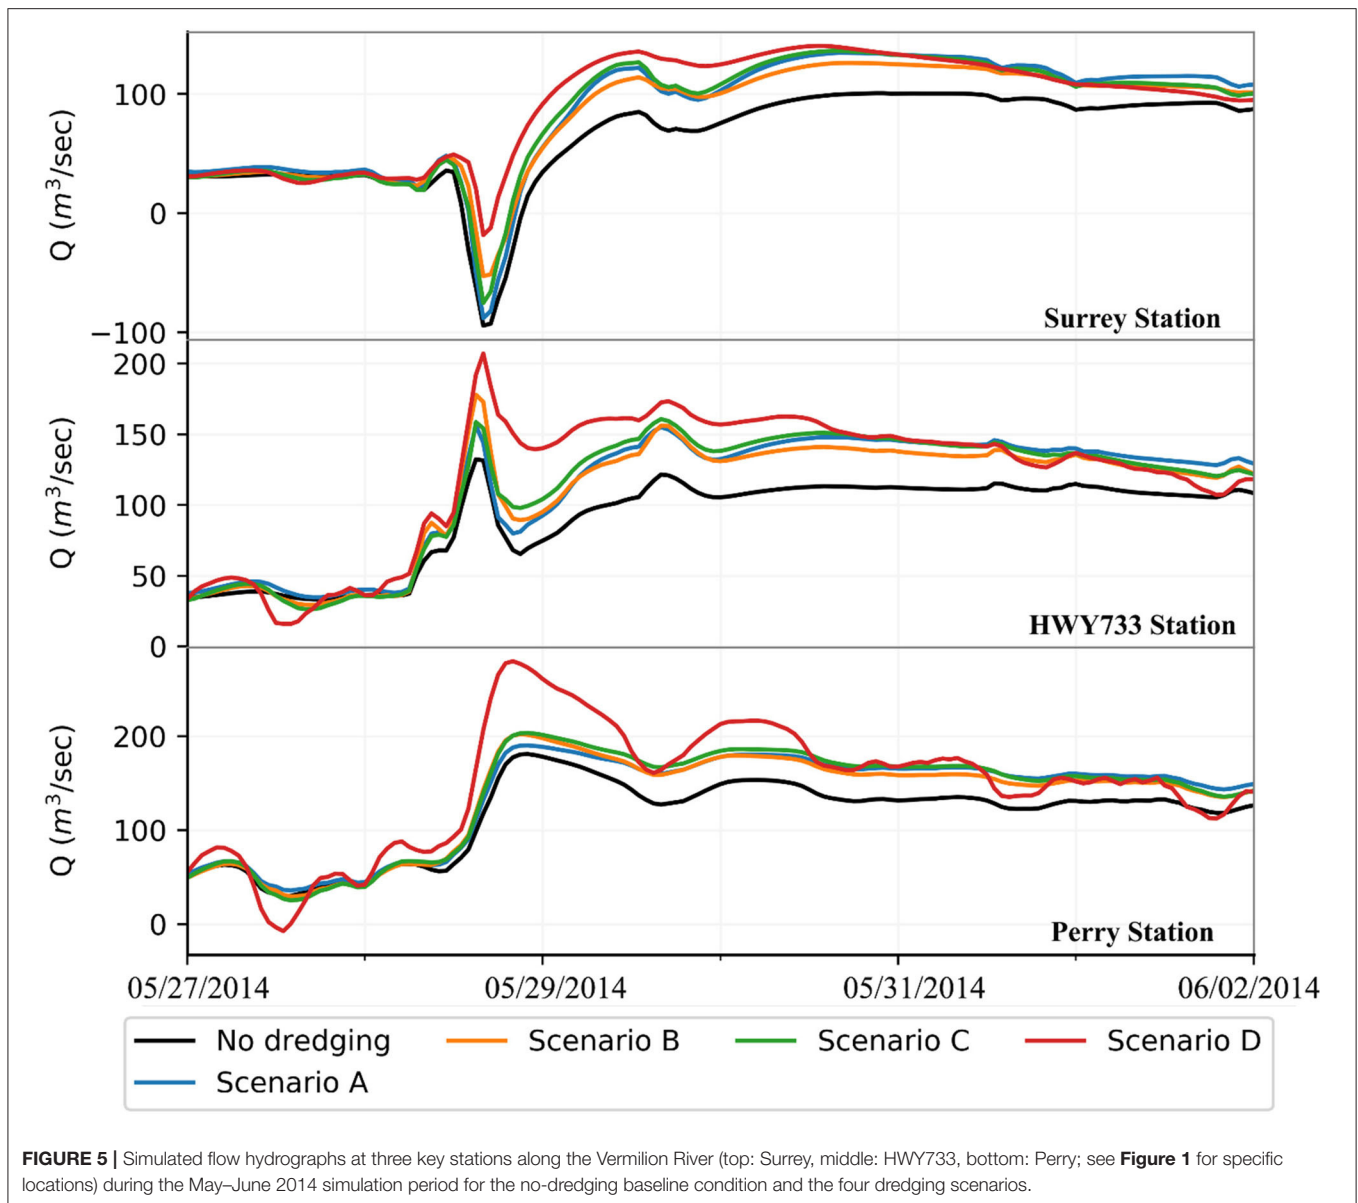 100
0
−100
Q (m³/sec)
Surrey Station
200
150
100
50
0
Q (m³/sec)
HWY733 Station
200
100
0
Q (m³/sec)
Perry Station
05/27/2014 05/29/2014 05/31/2014 06/02/2014
No dredging Scenario B Scenario C Scenario D
Scenario A
FIGURE 5 | Simulated flow hydrographs at three key stations along the Vermilion River (top: Surrey, middle: HWY733, bottom: Perry; see Figure 1 for specific
locations) during the May–June 2014 simulation period for the no-dredging baseline condition and the four dredging scenarios.